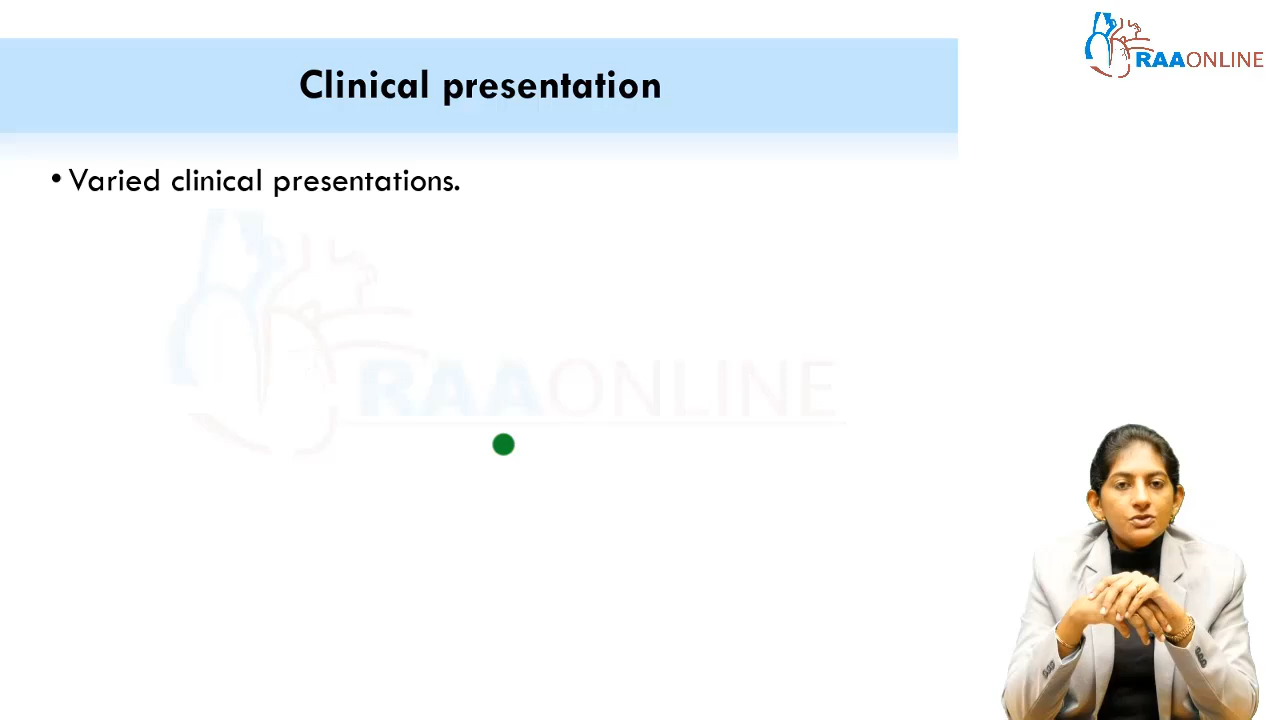 RAAONLINE
Clinical presentation
• Varied clinical presentations.
RAAONLINE